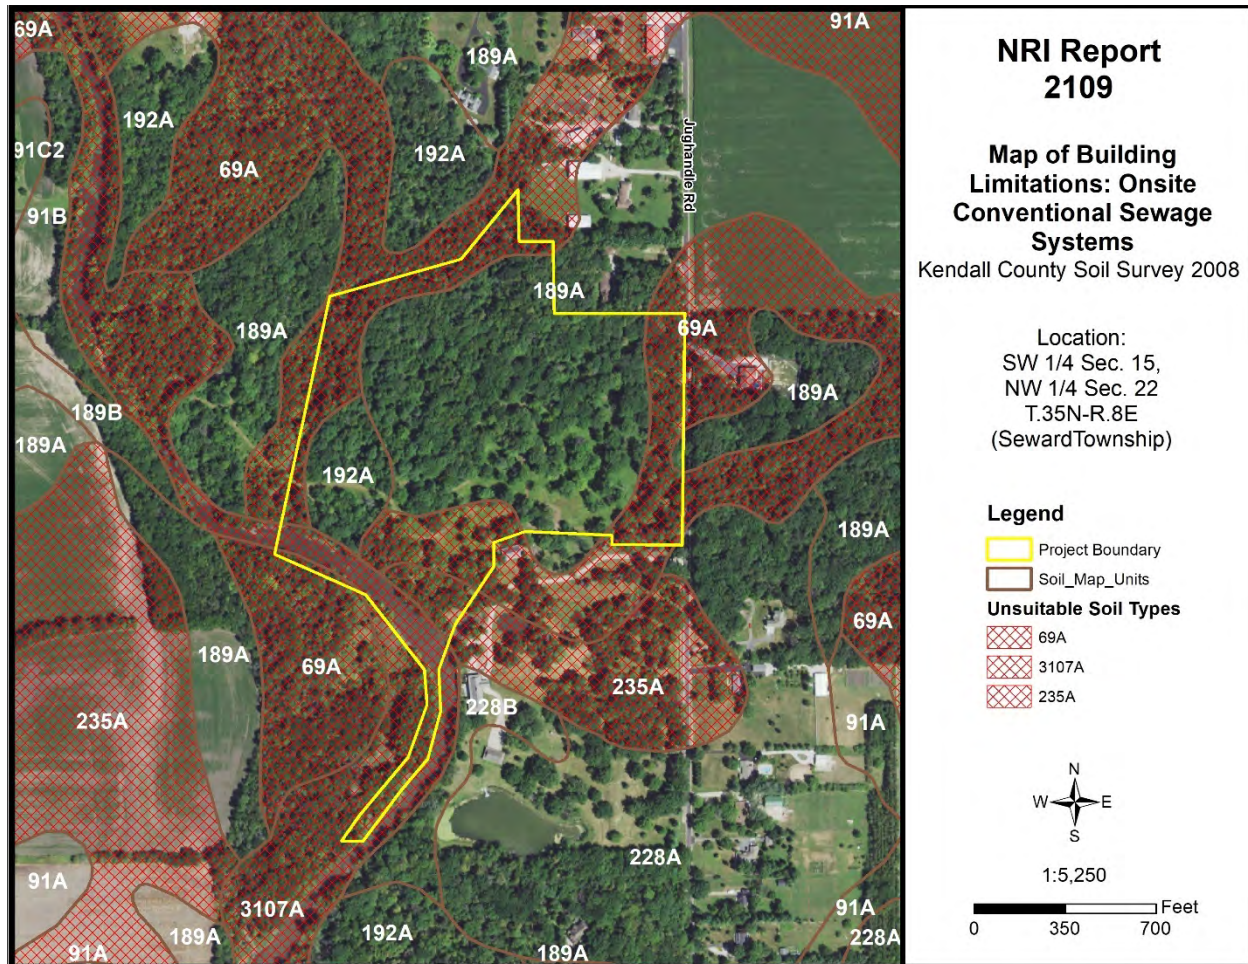 69A
91A
189A
192A
91C2
69A
192A
Jughandle Rd
91B
189A
69A
189A
189A
189B
189A
192A
189A
69A
69A
189A
235A
235A
228B
91A
228A
91A
3107A
91A
192A
228A
189A
91A
189A
NRI Report
2109
Map of Building
Limitations: Onsite
Conventional Sewage
Systems
Kendall County Soil Survey 2008
Location:
SW 1/4 Sec. 15,
NW 1/4 Sec. 22
T.35N-R.8E
(SewardTownship)
Legend
Project Boundary
Soil_Map_Units
Unsuitable Soil Types
69A
3107A
235A
N
W E
S
1:5,250
Feet
0 350 700